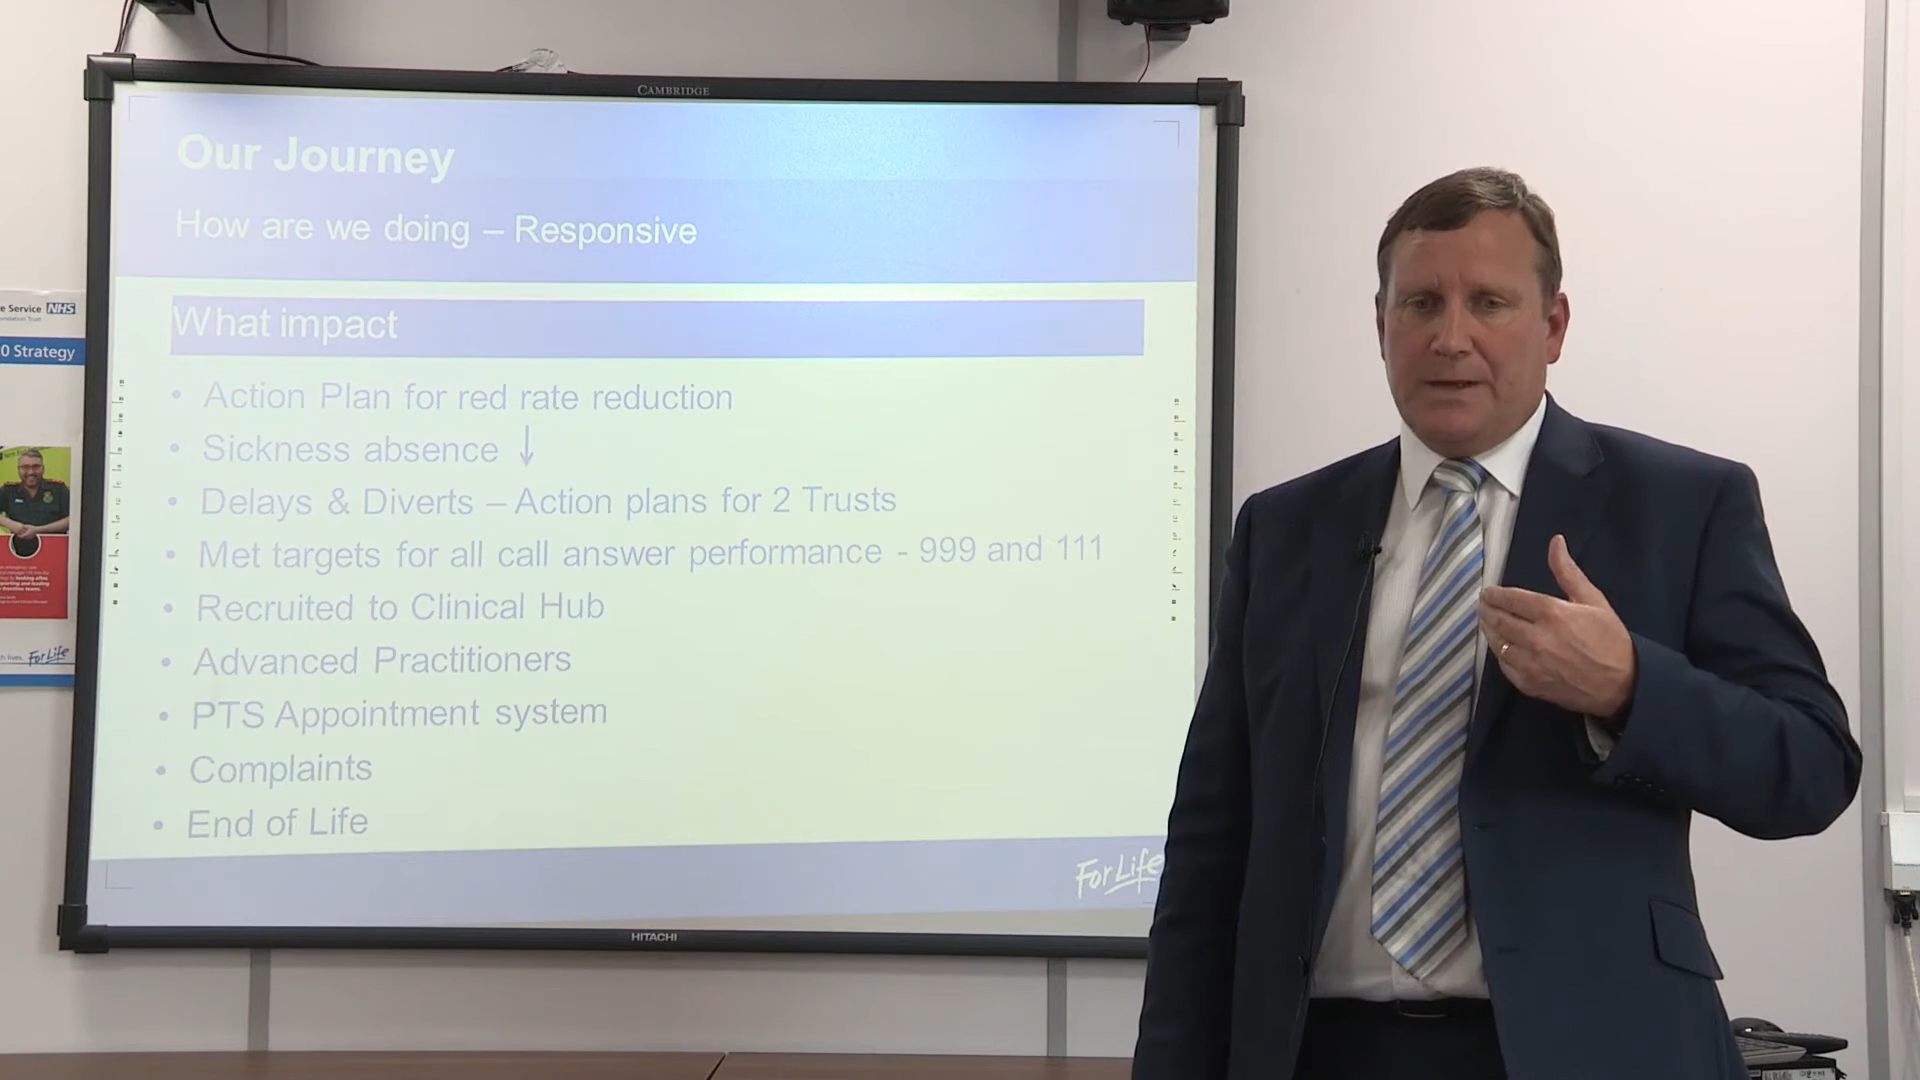 CAMBRIDGE
Our Journey
How are we doing – Responsive
What impact
• Action Plan for red rate reduction
• Sickness absence ↓
• Delays & Diverts – Action plans for 2 Trusts
• Met targets for all call answer performance - 999 and 111
• Recruited to Clinical Hub
• Advanced Practitioners
• PTS Appointment system
• Complaints
• End of Life
For Life
HITACHI
e Service NHS
undation Trust
0 Strategy
For Life